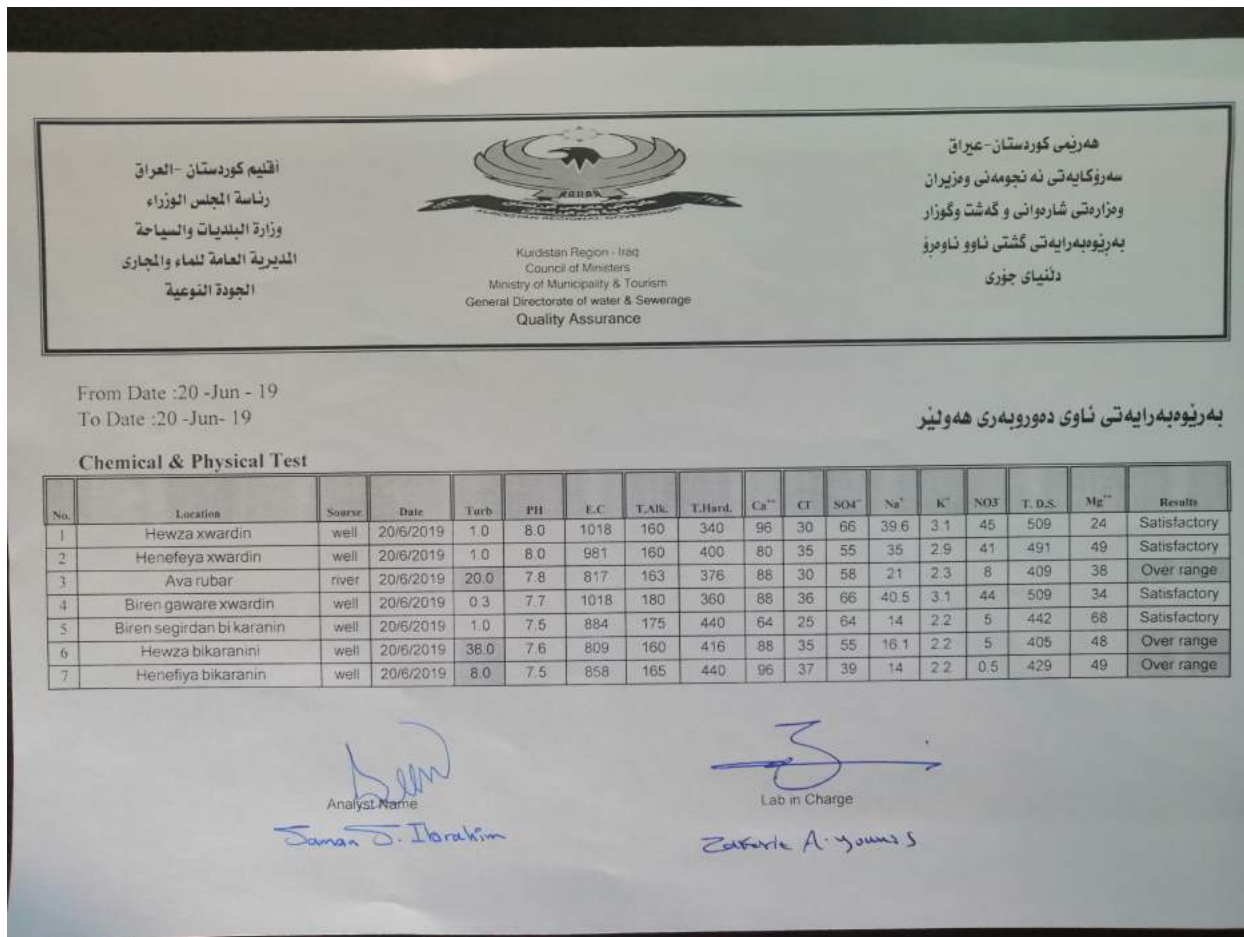 أقليم كوردستان -العراق
رئاسة المجلس الوزراء
وزارة البلديات والسياحة
المديرية العامة للماء والمجارى
الجودة النوعية
Kurdistan Region - Iraq
Council of Ministers
Ministry of Municipality & Tourism
General Directorate of water & Sewerage
Quality Assurance
هەریمی کوردستان-عیراق
سەرۆکایەتی ئە نجومەنی وەزیران
وەزارەتی شارەوانی و گەشت وگوزار
بەرێوەبەرایەتی گشتی ئاوو ئاوەرۆ
دڵنیای جۆری
From Date :20 -Jun - 19
To Date :20 -Jun- 19
بەرێوەبەرایەتی ئاوی دەوروبەری هەولێر
Chemical & Physical Test
No. Location Sourse Date Turb PH E.C T.Alk. T.Hard. Ca++ Cl- SO4-- Na+ K+ NO3- T. D.S. Mg++ Results
1 Hewza xwardin well 20/6/2019 1.0 8.0 1018 160 340 96 30 66 39.6 3.1 45 509 24 Satisfactory
2 Henefeya xwardin well 20/6/2019 1.0 8.0 981 160 400 80 35 55 35 2.9 41 491 49 Satisfactory
3 Ava rubar river 20/6/2019 20.0 7.8 817 163 376 88 30 58 21 2.3 8 409 38 Over range
4 Biren gaware xwardin well 20/6/2019 0.3 7.7 1018 180 360 88 36 66 40.5 3.1 44 509 34 Satisfactory
5 Biren segirdan bi karanin well 20/6/2019 1.0 7.5 884 175 440 64 25 64 14 2.2 5 442 68 Satisfactory
6 Hewza bikaranini well 20/6/2019 38.0 7.6 809 160 416 88 35 55 16.1 2.2 5 405 48 Over range
7 Henefiya bikaranin well 20/6/2019 8.0 7.5 858 165 440 96 37 39 14 2.2 0.5 429 49 Over range
Analyst Name
Lab in Charge
Saman S. Ibrahim
A. younis